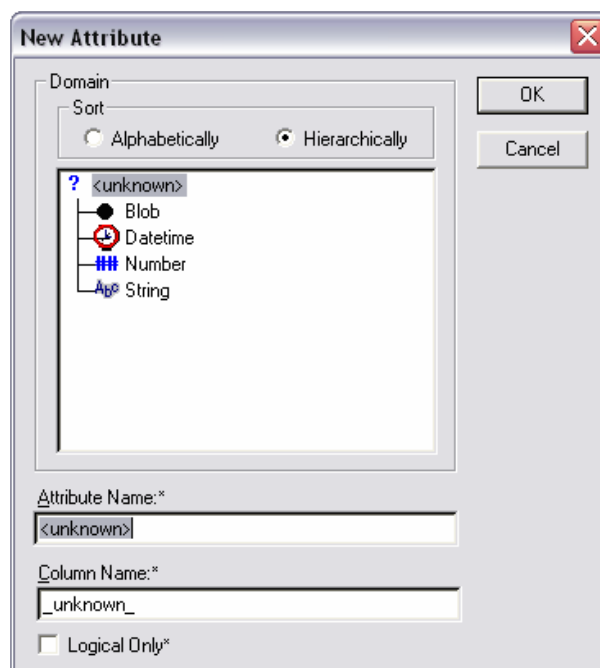 New Attribute
Domain
Sort
Alphabetically
Hierarchically
OK
Cancel
? <unknown>
Blob
Datetime
Number
Abc String
Attribute Name:*
<unknown>
Column Name:*
_unknown_
Logical Only*